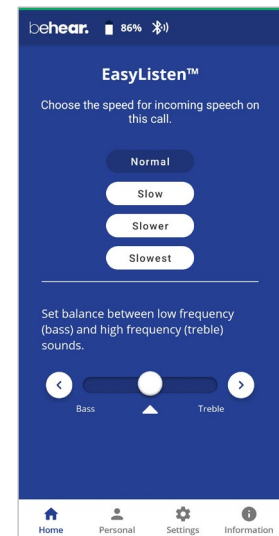 behear. 86%
EasyListen™
Choose the speed for incoming speech on
this call.
Normal
Slow
Slower
Slowest
Set balance between low frequency
(bass) and high frequency (treble)
sounds.
Bass Treble
Home Personal Settings Information